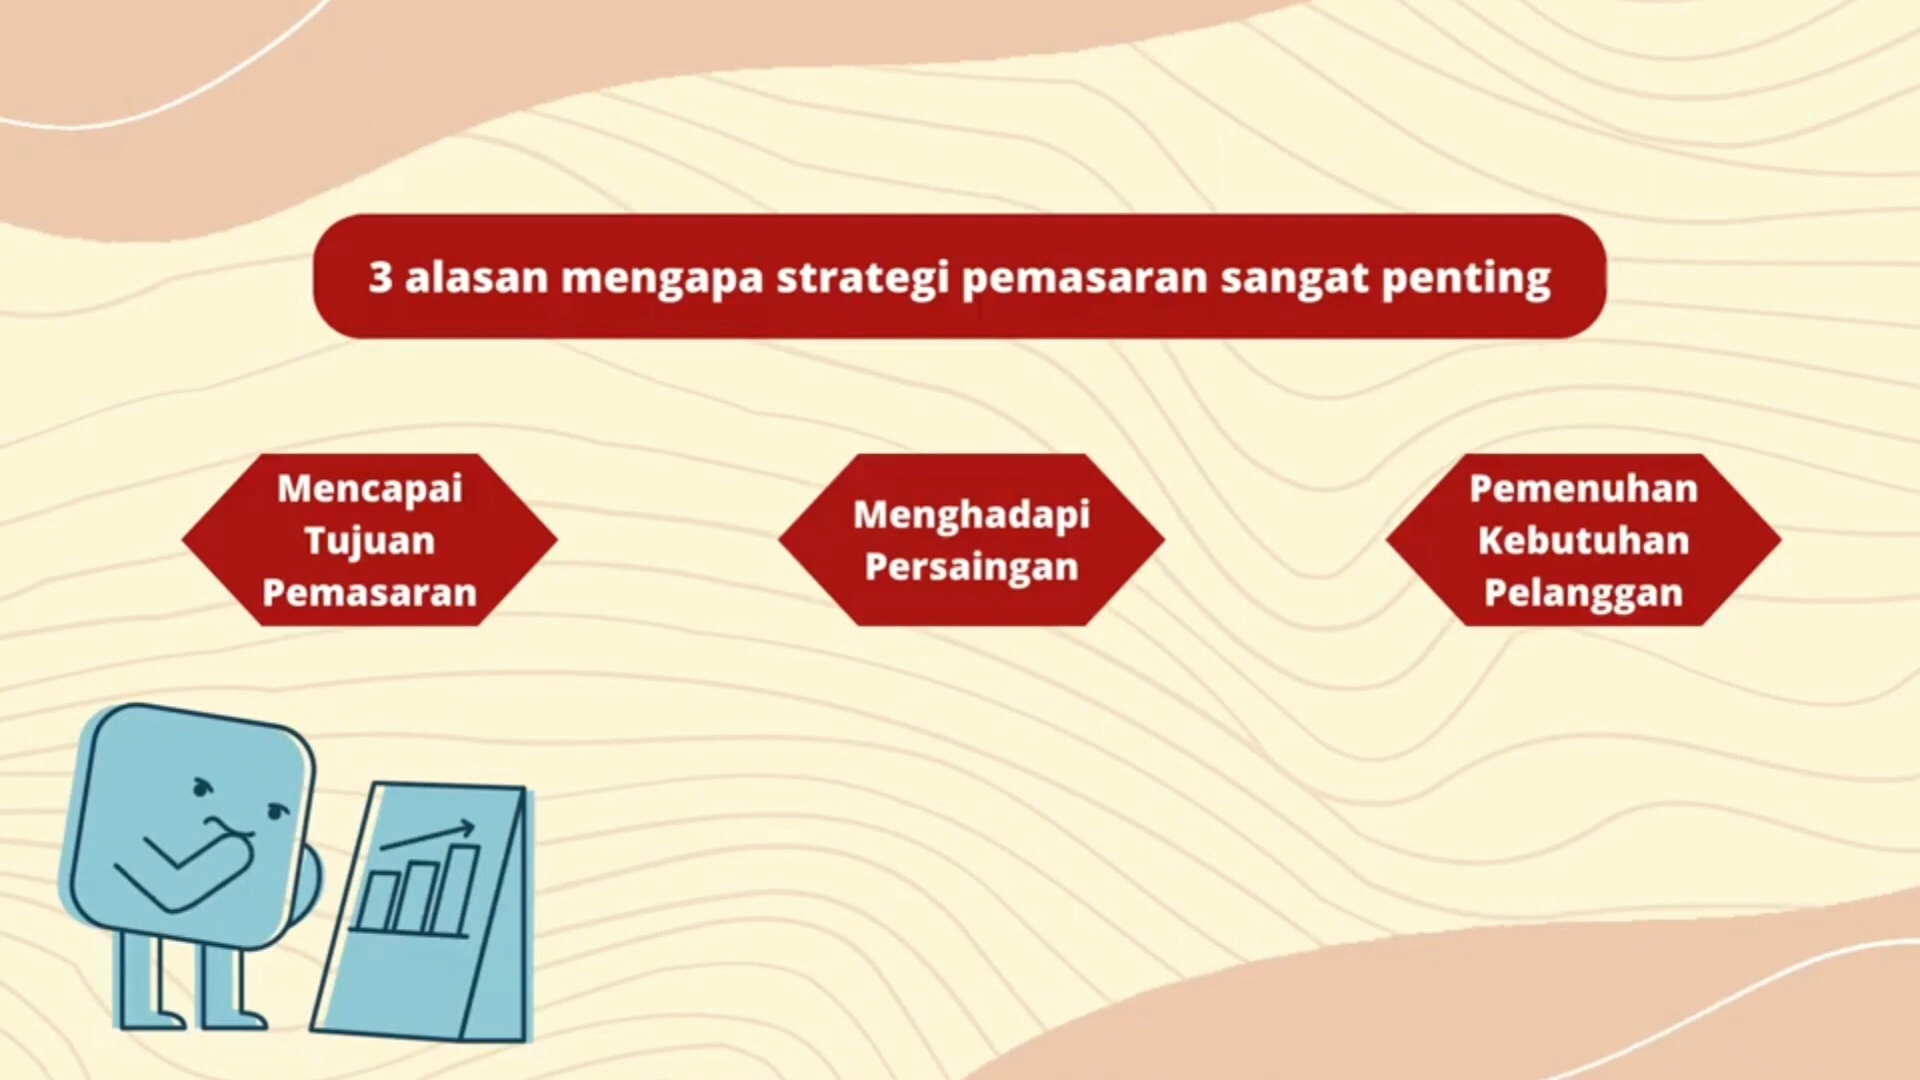 3 alasan mengapa strategi pemasaran sangat penting
Mencapai
Tujuan
Pemasaran
Menghadapi
Persaingan
Pemenuhan
Kebutuhan
Pelanggan